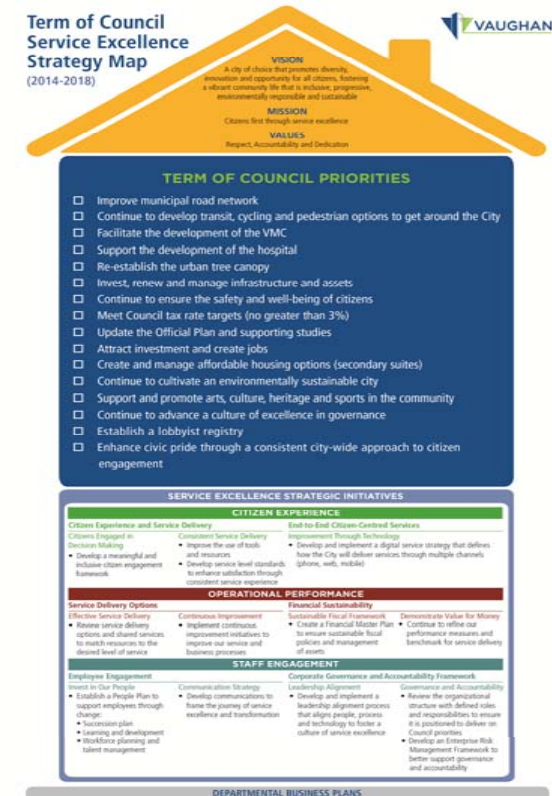 Term of Council
Service Excellence
Strategy Map
(2014-2018)
VAUGHAN
VISION
A city of choice that promotes diversity,
innovation and opportunity for all citizens, fostering
a vibrant community life that is inclusive, progressive,
environmentally responsible and sustainable
MISSION
Citizens first through service excellence
VALUES
Respect, Accountability and Dedication
TERM OF COUNCIL PRIORITIES
Improve municipal road network
Continue to develop transit, cycling and pedestrian options to get around the City
Facilitate the development of the VMC
Support the development of the hospital
Re-establish the urban tree canopy
Invest, renew and manage infrastructure and assets
Continue to ensure the safety and well-being of citizens
Meet Council tax rate targets (no greater than 3%)
Update the Official Plan and supporting studies
Attract investment and create jobs
Create and manage affordable housing options (secondary suites)
Continue to cultivate an environmentally sustainable city
Support and promote arts, culture, heritage and sports in the community
Continue to advance a culture of excellence in governance
Establish a lobbyist registry
Enhance civic pride through a consistent city-wide approach to citizen
engagement
SERVICE EXCELLENCE STRATEGIC INITIATIVES
CITIZEN EXPERIENCE
Citizen Experience and Service Delivery
Citizens Engaged in
Decision Making
• Develop a meaningful and
inclusive citizen engagement
framework
Consistent Service Delivery
• Improve the use of tools
and resources
• Develop service level standards
to enhance satisfaction through
consistent service experience
End-to-End Citizen-Centred Services
Improvement Through Technology
• Develop and implement a digital service strategy that defines
how the City will deliver services through multiple channels
(phone, web, mobile)
OPERATIONAL PERFORMANCE
Service Delivery Options
Effective Service Delivery
• Review service delivery
options and shared services
to match resources to the
desired level of service
Continuous Improvement
• Implement continuous
improvement initiatives to
improve our service and
business processes
Financial Sustainability
Sustainable Fiscal Framework
• Create a Financial Master Plan
to ensure sustainable fiscal
policies and management
of assets
Demonstrate Value for Money
• Continue to refine our
performance measures and
benchmark for service delivery
STAFF ENGAGEMENT
Employee Engagement
Invest in Our People
• Establish a People Plan to
support employees through
change:
• Succession plan
• Learning and development
• Workforce planning and
talent management
Communication Strategy
• Develop communications to
frame the journey of service
excellence and transformation
Corporate Governance and Accountability Framework
Leadership Alignment
• Develop and implement a
leadership alignment process
that aligns people, process
and technology to foster a
culture of service excellence
Governance and Accountability
• Review the organizational
structure with defined roles
and responsibilities to ensure
it is positioned to deliver on
Council priorities
• Develop an Enterprise Risk
Management Framework to
better support governance
and accountability
DEPARTMENTAL BUSINESS PLANS